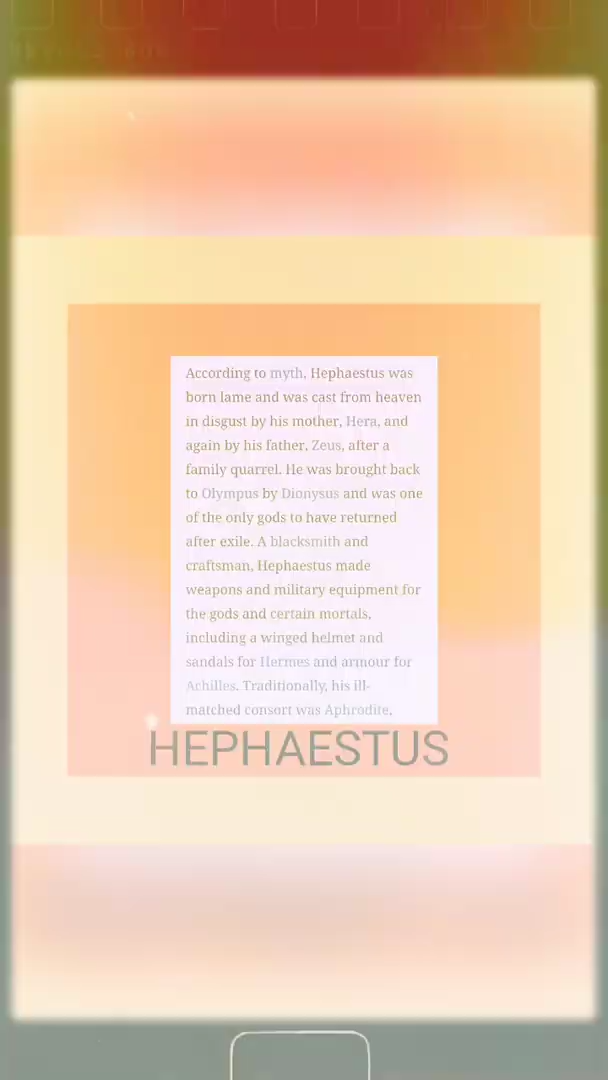 According to myth, Hephaestus was
born lame and was cast from heaven
in disgust by his mother, Hera, and
again by his father, Zeus, after a
family quarrel. He was brought back
to Olympus by Dionysus and was one
of the only gods to have returned
after exile. A blacksmith and
craftsman, Hephaestus made
weapons and military equipment for
the gods and certain mortals,
including a winged helmet and
sandals for Hermes and armour for
Achilles. Traditionally, his ill-
matched consort was Aphrodite,
HEPHAESTUS